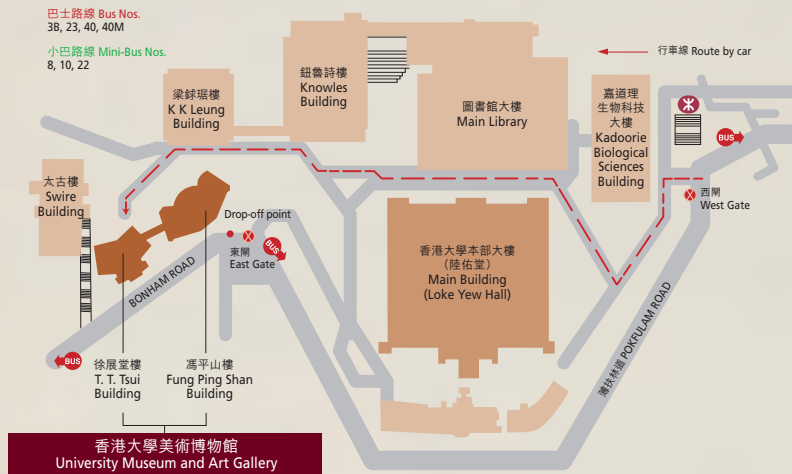 巴士路線 Bus Nos.
3B, 23, 40, 40M
小巴路線 Mini-Bus Nos.
8, 10, 22
行車線 Route by car
鈕魯詩樓
Knowles
Building
梁銶琚樓
K K Leung
Building
圖書館大樓
Main Library
嘉道理
生物科技
大樓
Kadoorie
Biological
Sciences
Building
BUS
太古樓
Swire
Building
西閘
West Gate
Drop-off point
東閘
East Gate
BUS
香港大學本部大樓
（陸佑堂）
Main Building
(Loke Yew Hall)
BONHAM ROAD
薄扶林道 POKFULAM ROAD
BUS
徐展堂樓
T. T. Tsui
Building
馮平山樓
Fung Ping Shan
Building
香港大學美術博物館
University Museum and Art Gallery